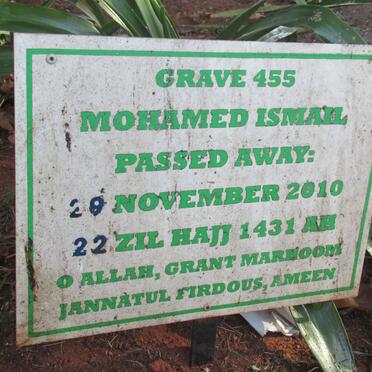 GRAVE 455
MOHAMED ISMAIL
PASSED AWAY:
29 NOVEMBER 2010
22 ZIL HAJJ 1431 AH
O ALLAH, GRANT MARHOOM
JANNATUL FIRDOUS, AMEEN